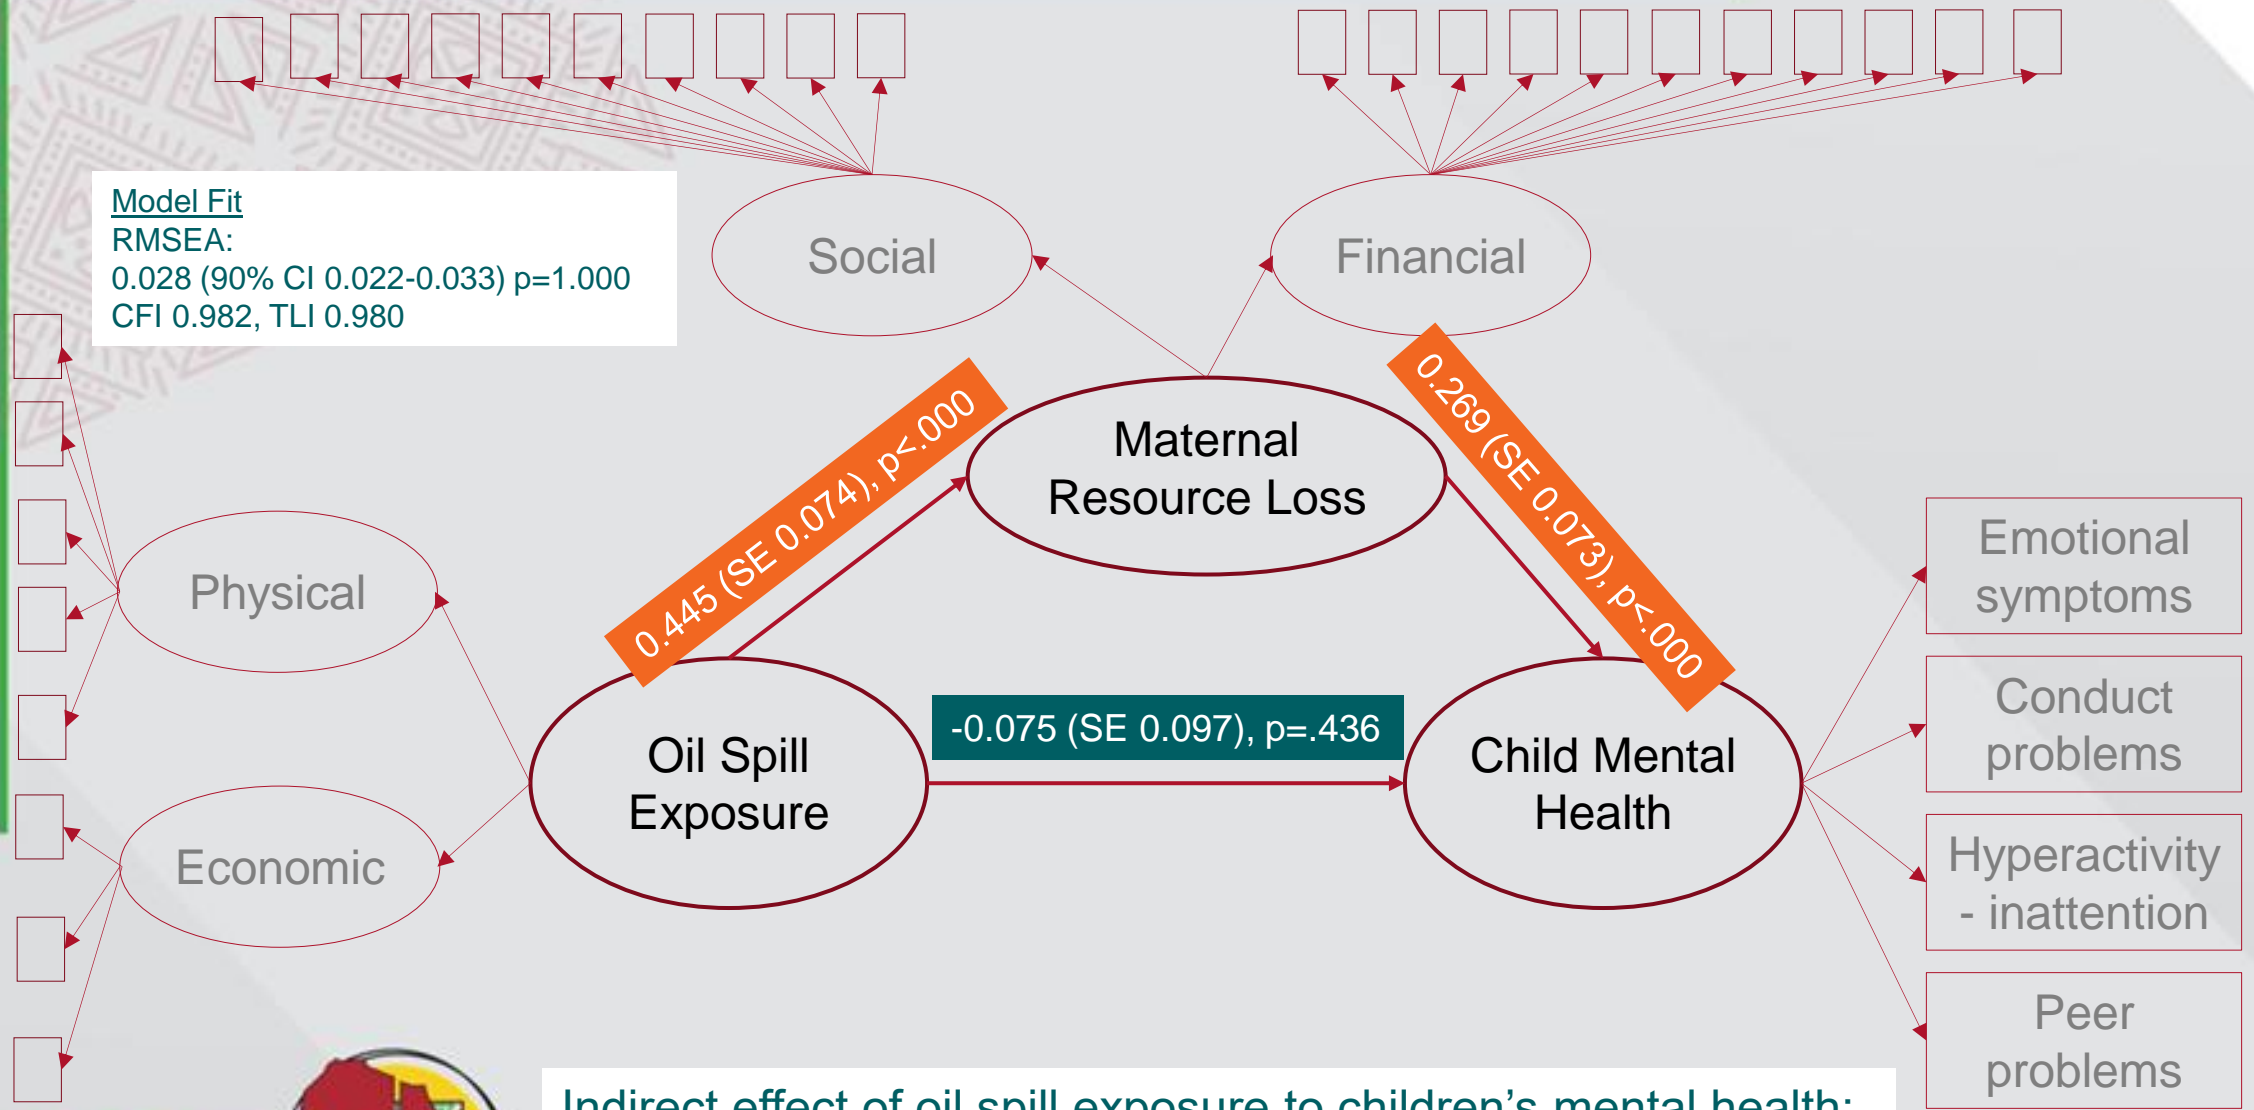 Model Fit
RMSEA:
0.028 (90% CI 0.022-0.033) p=1.000
CFI 0.982, TLI 0.980
Social
Financial
Maternal
Resource Loss
0.445 (SE 0.074), p<.000
0.269 (SE 0.073), p<.000
Physical
Economic
Oil Spill
Exposure
-0.075 (SE 0.097), p=.436
Child Mental
Health
Emotional
symptoms
Conduct
problems
Hyperactivity
- inattention
Peer
problems
Indirect effect of oil spill exposure to children's mental health: